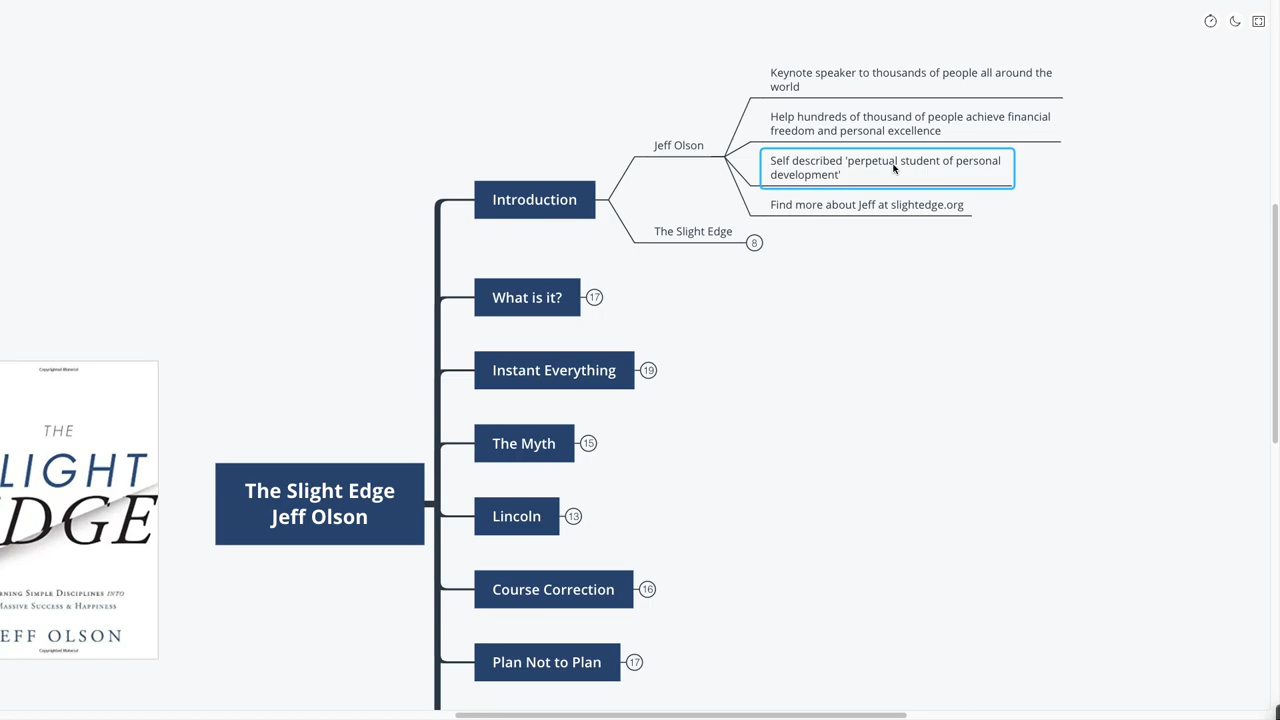 Keynote speaker to thousands of people all around the
world
Help hundreds of thousand of people achieve financial
freedom and personal excellence
Jeff Olson
Self described 'perpetual student of personal
development'
Find more about Jeff at slightedge.org
Introduction
The Slight Edge
8
What is it?
17
Instant Everything
19
The Myth
15
Lincoln
13
Course Correction
16
Plan Not to Plan
17
The Slight Edge
Jeff Olson
Copyrighted Material
THE
LIGHT
DGE
RNING SIMPLE DISCIPLINES INTO
MASSIVE SUCCESS & HAPPINESS
EFF OLSON
Copyrighted Material